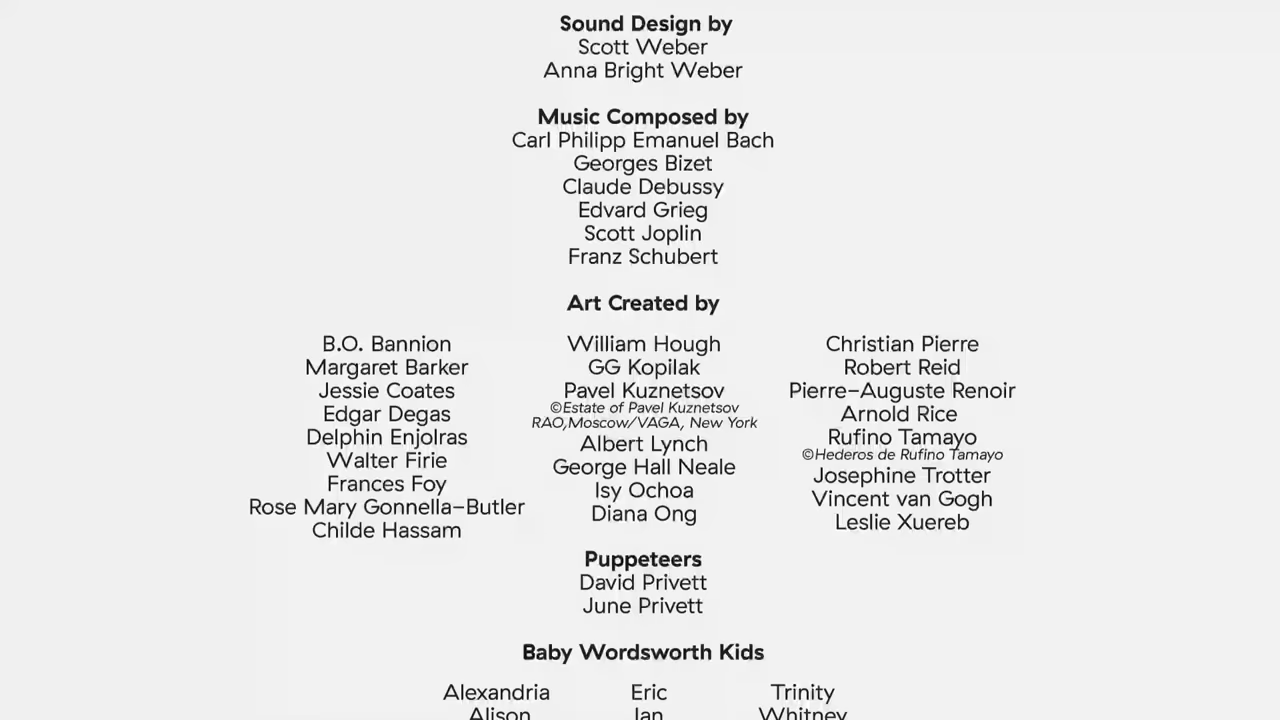 Sound Design by
Scott Weber
Anna Bright Weber
Music Composed by
Carl Philipp Emanuel Bach
Georges Bizet
Claude Debussy
Edvard Grieg
Scott Joplin
Franz Schubert
Art Created by
B.O. Bannion
Margaret Barker
Jessie Coates
Edgar Degas
Delphin Enjolras
Walter Firie
Frances Foy
Rose Mary Gonnella-Butler
Childe Hassam
William Hough
GG Kopilak
Pavel Kuznetsov
©Estate of Pavel Kuznetsov
RAO,Moscow/VAGA, New York
Albert Lynch
George Hall Neale
Isy Ochoa
Diana Ong
Christian Pierre
Robert Reid
Pierre-Auguste Renoir
Arnold Rice
Rufino Tamayo
©Hederos de Rufino Tamayo
Josephine Trotter
Vincent van Gogh
Leslie Xuereb
Puppeteers
David Privett
June Privett
Baby Wordsworth Kids
Alexandria Eric Trinity
Alison Ian Whitney